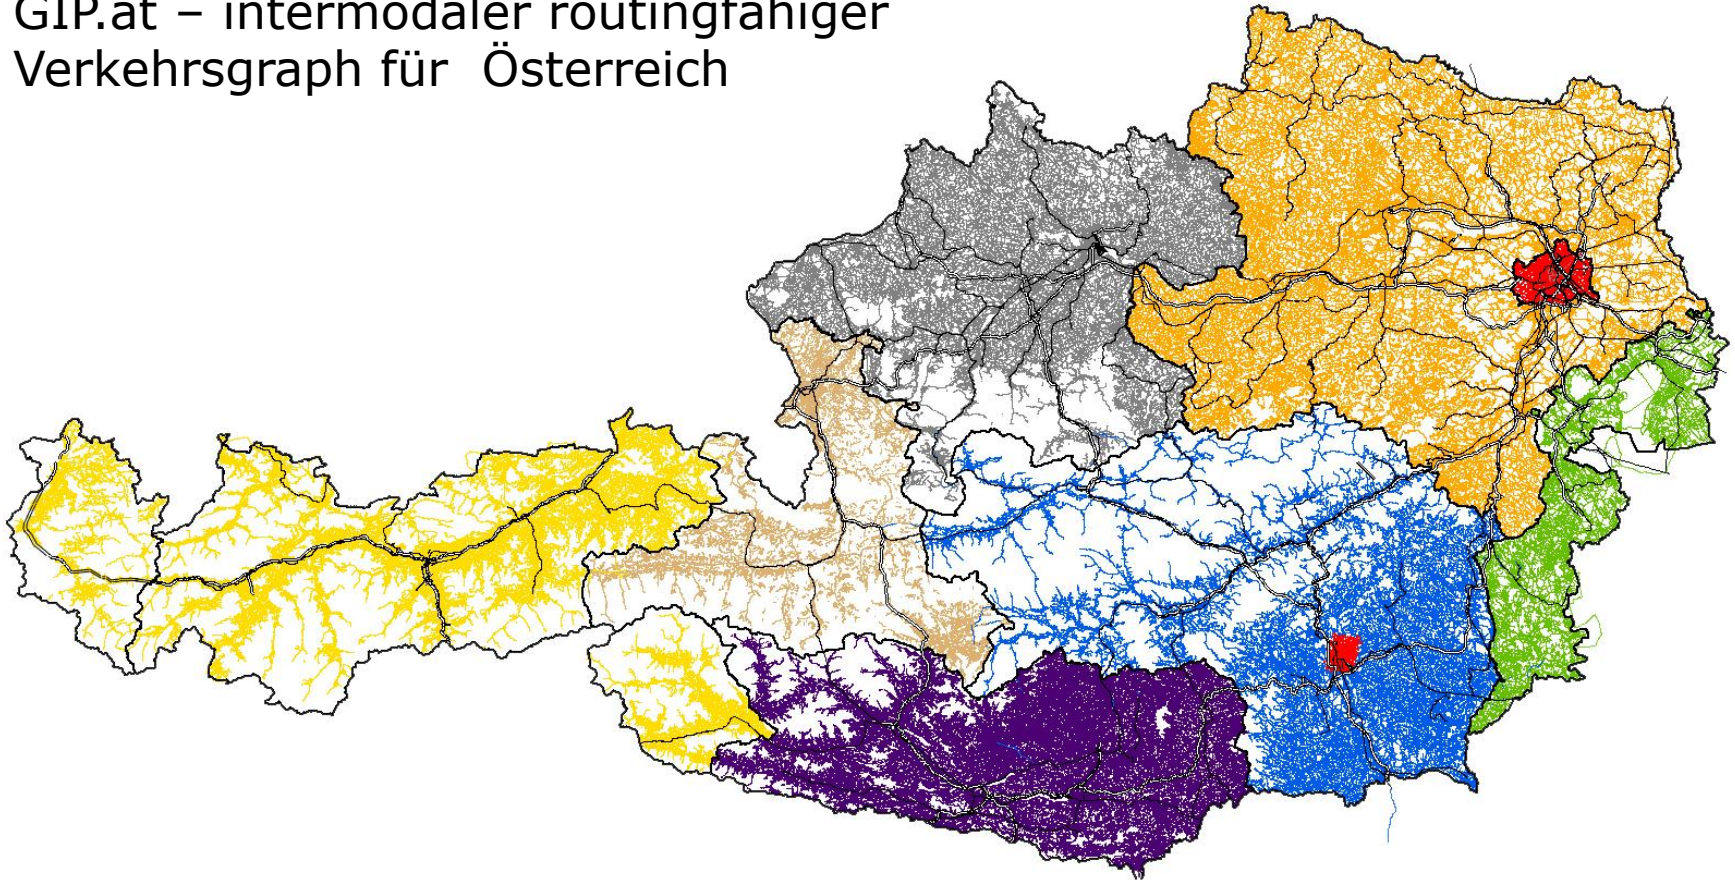 GIP.at – intermodaler routingfähiger
Verkehrsgraph für  Österreich